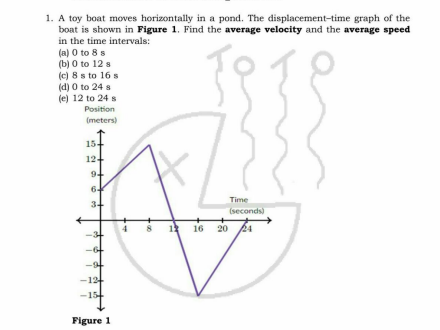 1. A toy boat moves horizontally in a pond. The displacement–time graph of the
boat is shown in Figure 1. Find the average velocity and the average speed
in the time intervals:
(a) 0 to 8 s
(b) 0 to 12 s
(c) 8 s to 16 s
(d) 0 to 24 s
(e) 12 to 24 s
Position
(meters)
15
12
9
6
3
Time
(seconds)
4 8 12 16 20 24
−3
−6
−9
−12
−15
Figure 1